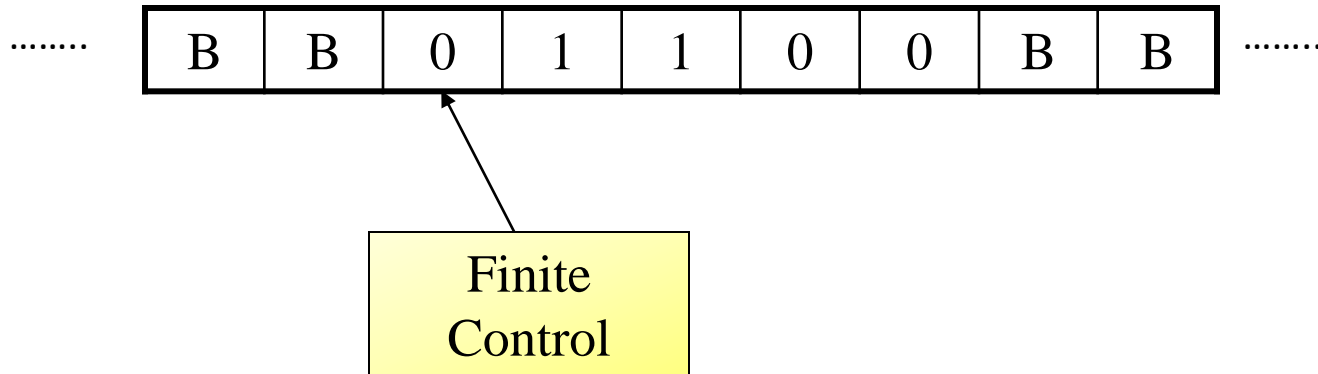 ........ B B 0 1 1 0 0 B B ........
Finite
Control